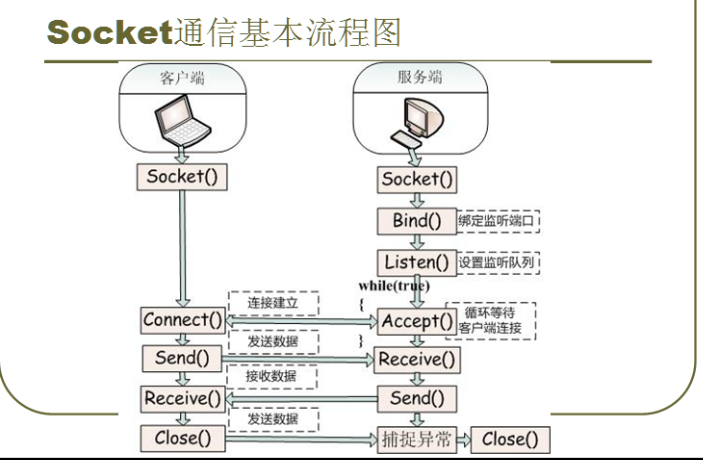 Socket通信基本流程图
客户端
服务端
Socket()
Socket()
Bind()
绑定监听端口
Listen()
设置监听队列
while(true)
{
连接建立
Connect()
Accept()
循环等待
客户端连接
}
发送数据
Send()
Receive()
接收数据
Receive()
Send()
发送数据
Close()
捕捉异常
Close()